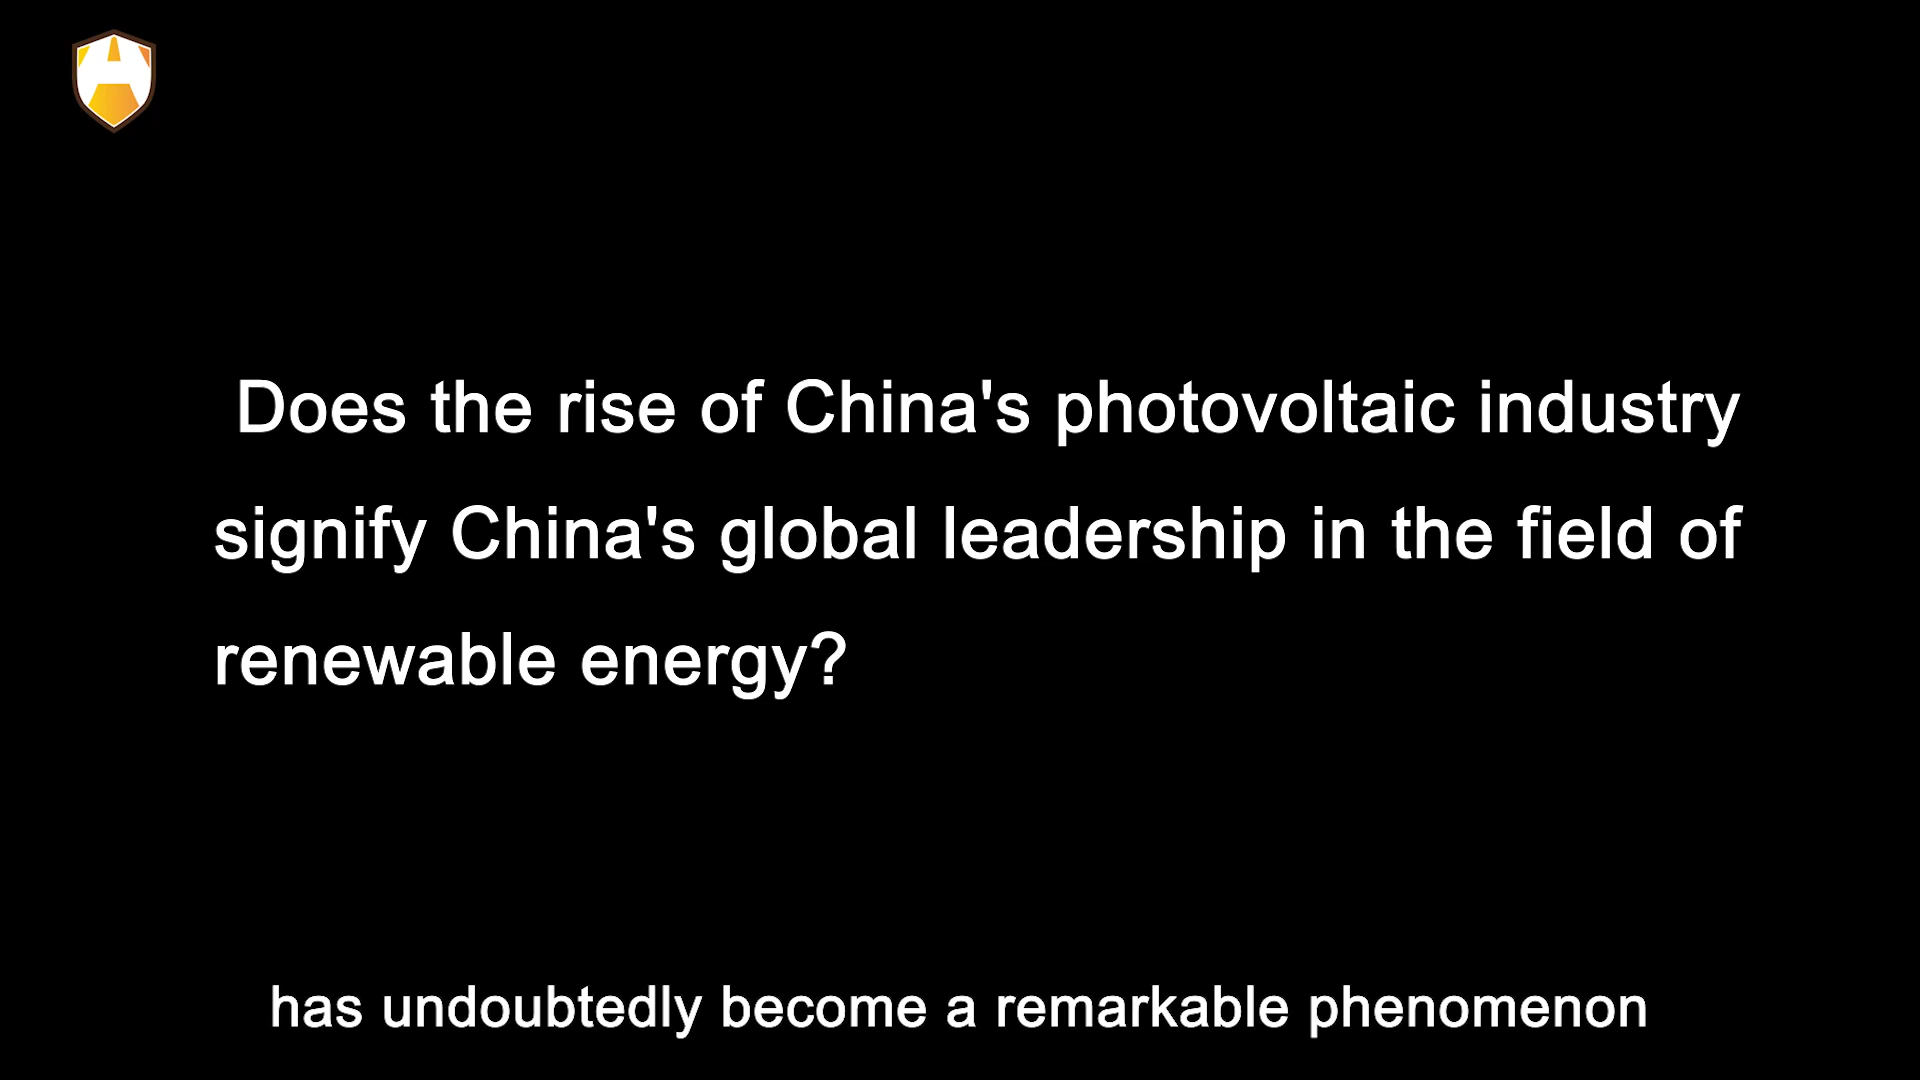 Does the rise of China's photovoltaic industry
signify China's global leadership in the field of
renewable energy?
has undoubtedly become a remarkable phenomenon